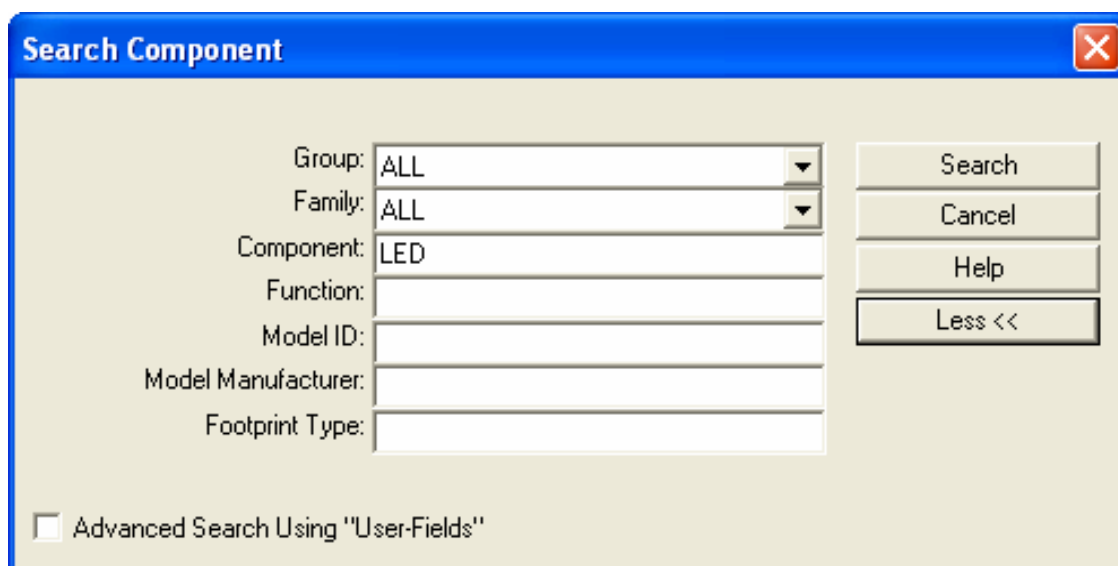 Search Component
Group: ALL Search
Family: ALL Cancel
Component: LED Help
Function:
Model ID: Less <<
Model Manufacturer:
Footprint Type:
Advanced Search Using "User-Fields"